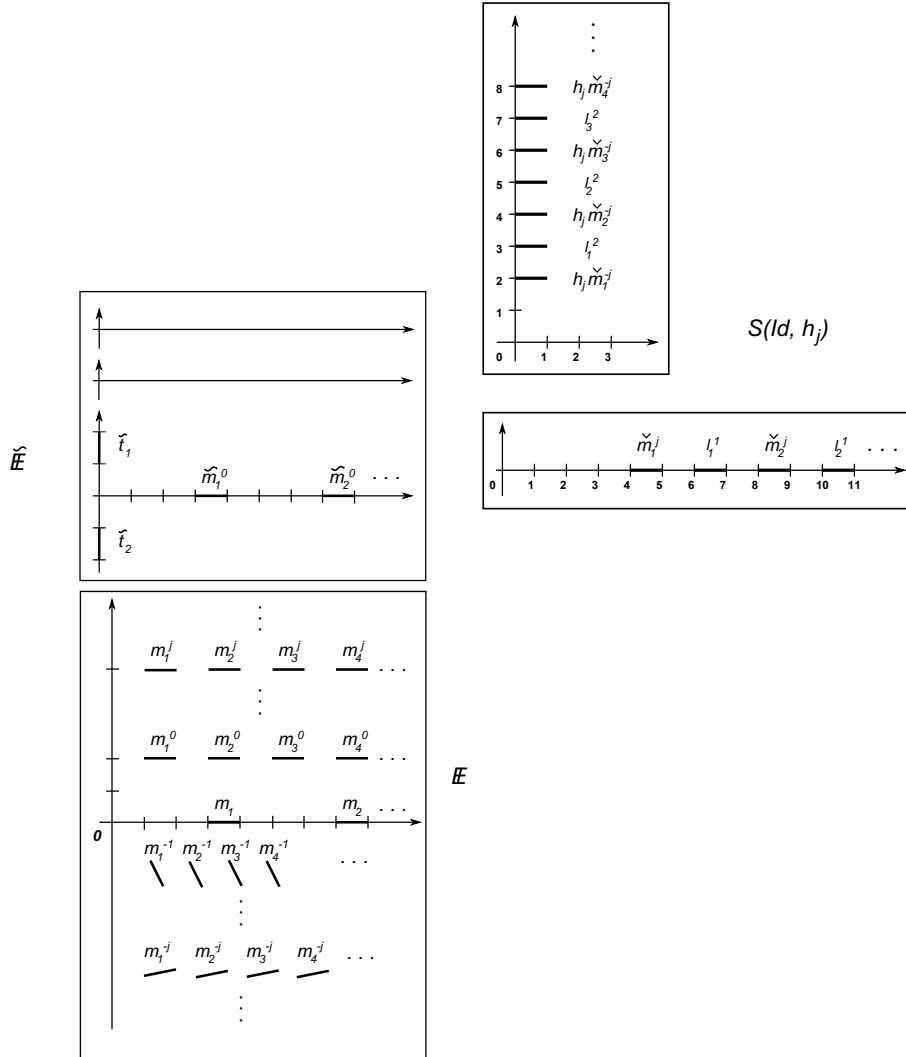 ⋮
8 h_j m̌_4^{-j}
7 l_3^2
6 h_j m̌_3^{-j}
5 l_2^2
4 h_j m̌_2^{-j}
3 l_1^2
2 h_j m̌_1^{-j}
1
0 1 2 3
S(Id, h_j)
m̌_1^j l_1^1 m̌_2^j l_2^1 . . .
0 1 2 3 4 5 6 7 8 9 10 11
t̃_1
Ẽ
m̃_1^0 m̃_2^0 . . .
t̃_2
⋮
m_1^j m_2^j m_3^j m_4^j . . .
⋮
m_1^0 m_2^0 m_3^0 m_4^0 . . .
E
m_1 m_2 . . .
0
m_1^{-1} m_2^{-1} m_3^{-1} m_4^{-1} . . .
⋮
m_1^{-j} m_2^{-j} m_3^{-j} m_4^{-j} . . .
⋮